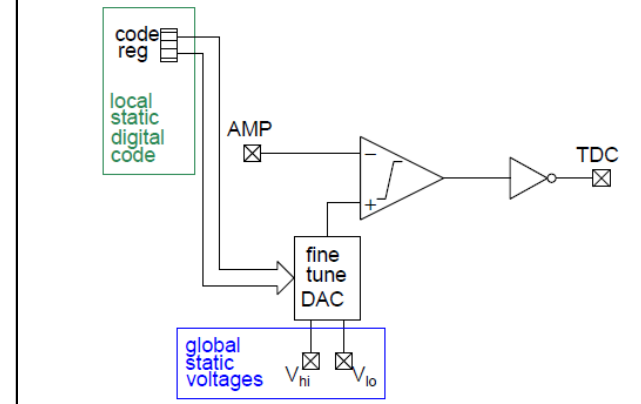 code
reg
local
static
digital
code
AMP
−
+
TDC
fine
tune
DAC
global
static
voltages
Vhi
Vlo